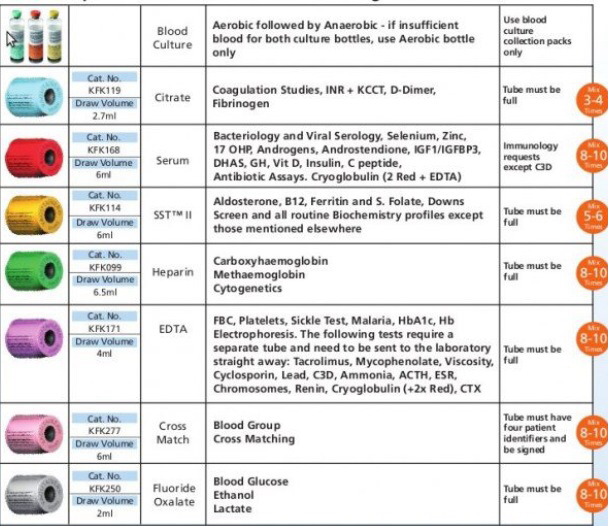 Blood
Culture
Aerobic followed by Anaerobic - if insufficient
blood for both culture bottles, use Aerobic bottle
only
Use blood
culture
collection packs
only
Cat. No.
KFK119
Draw Volume
2.7ml
Citrate
Coagulation Studies, INR + KCCT, D-Dimer,
Fibrinogen
Tube must be
full
Mix
3-4
Times
Cat. No.
KFK168
Draw Volume
6ml
Serum
Bacteriology and Viral Serology, Selenium, Zinc,
17 OHP, Androgens, Androstendione, IGF1/IGFBP3,
DHAS, GH, Vit D, Insulin, C peptide,
Antibiotic Assays. Cryoglobulin (2 Red + EDTA)
Immunology
requests
except C3D
Mix
8-10
Times
Cat. No.
KFK114
Draw Volume
6ml
SST™ II
Aldosterone, B12, Ferritin and S. Folate, Downs
Screen and all routine Biochemistry profiles except
those mentioned elsewhere
Tube must be
full
Mix
5-6
Times
Cat. No.
KFK099
Draw Volume
6.5ml
Heparin
Carboxyhaemoglobin
Methaemoglobin
Cytogenetics
Tube must be
full
Mix
8-10
Times
Cat. No.
KFK171
Draw Volume
4ml
EDTA
FBC, Platelets, Sickle Test, Malaria, HbA1c, Hb
Electrophoresis. The following tests require a
separate tube and need to be sent to the laboratory
straight away: Tacrolimus, Mycophenolate, Viscosity,
Cyclosporin, Lead, C3D, Ammonia, ACTH, ESR,
Chromosomes, Renin, Cryoglobulin (+2x Red), CTX
Tube must be
full
Mix
8-10
Times
Cat. No.
KFK277
Draw Volume
6ml
Cross
Match
Blood Group
Cross Matching
Tube must have
four patient
identifiers and
be signed
Mix
8-10
Times
Cat. No.
KFK250
Draw Volume
2ml
Fluoride
Oxalate
Blood Glucose
Ethanol
Lactate
Tube must be
full
Mix
8-10
Times